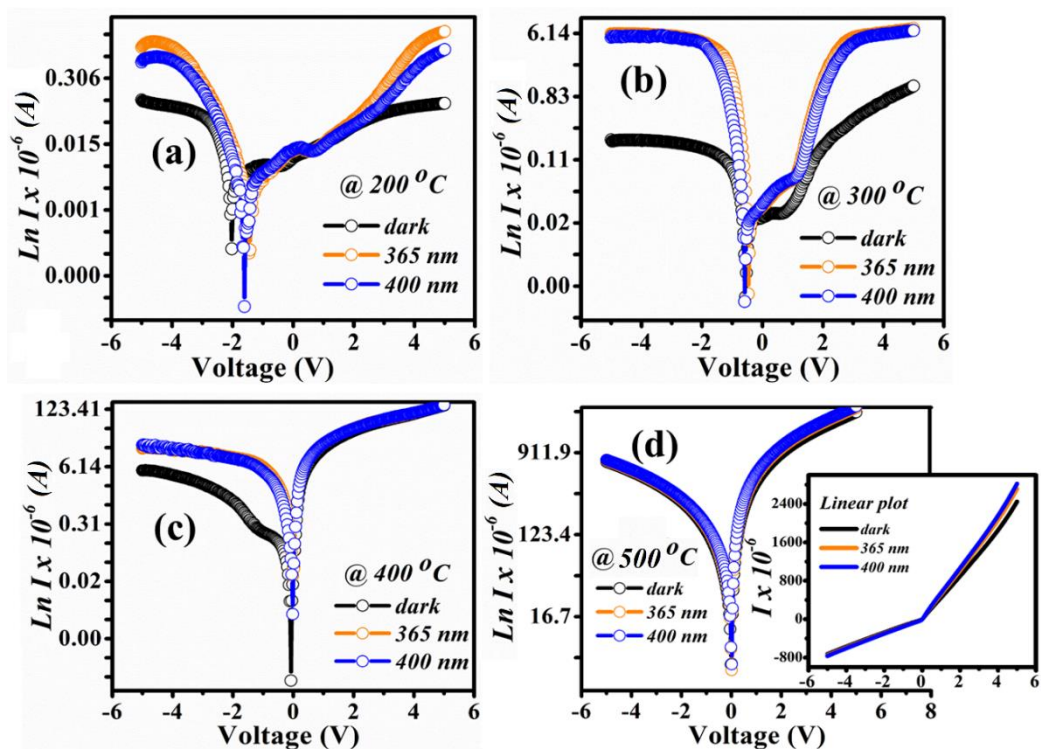 Ln I x 10⁻⁶ (A)
0.306
0.015
0.001
0.000
(a)
@ 200 °C
dark
365 nm
400 nm
-6 -4 -2 0 2 4 6
Voltage (V)
Ln I x 10⁻⁶ (A)
6.14
0.83
0.11
0.02
0.00
(b)
@ 300 °C
dark
365 nm
400 nm
-6 -4 -2 0 2 4 6
Voltage (V)
Ln I x 10⁻⁶ (A)
123.41
6.14
0.31
0.02
0.00
(c)
@ 400 °C
dark
365 nm
400 nm
-6 -4 -2 0 2 4 6
Voltage (V)
Ln I x 10⁻⁶ (A)
911.9
123.4
16.7
(d)
@ 500 °C
dark
365 nm
400 nm
-6 -4 -2 0 2 4 6 8
Voltage (V)
I x 10⁻⁶
2400
1600
800
0
-800
Linear plot
dark
365 nm
400 nm
-6 -4 -2 0 2 4 6